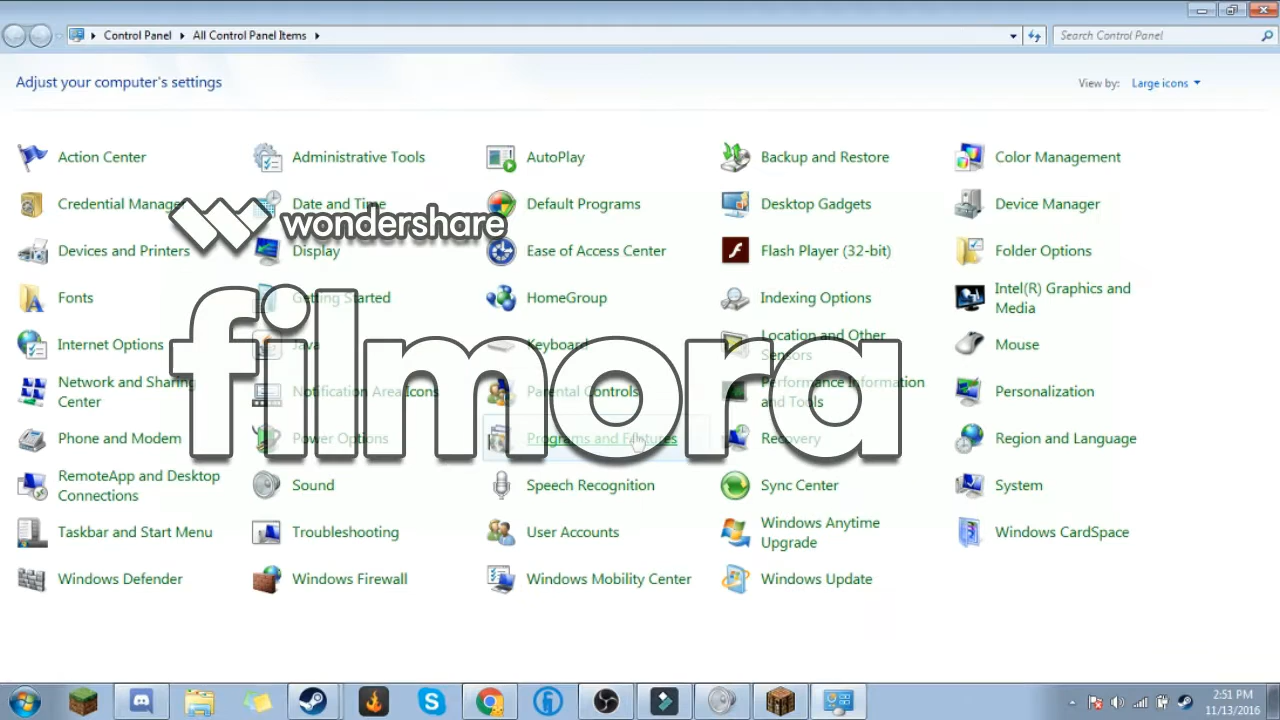 Control Panel All Control Panel Items
Search Control Panel
Adjust your computer's settings
View by: Large icons
Action Center
Administrative Tools
AutoPlay
Backup and Restore
Color Management
Credential Manager
Date and Time
Default Programs
Desktop Gadgets
Device Manager
wondershare
Devices and Printers
Display
Ease of Access Center
Flash Player (32-bit)
Folder Options
Fonts
Getting Started
HomeGroup
Indexing Options
Intel(R) Graphics and
Media
filmora
Internet Options
Java
Keyboard
Location and Other
Sensors
Mouse
Network and Sharing
Center
Notification Area Icons
Parental Controls
Performance Information
and Tools
Personalization
Phone and Modem
Power Options
Programs and Features
Recovery
Region and Language
RemoteApp and Desktop
Connections
Sound
Speech Recognition
Sync Center
System
Taskbar and Start Menu
Troubleshooting
User Accounts
Windows Anytime
Upgrade
Windows CardSpace
Windows Defender
Windows Firewall
Windows Mobility Center
Windows Update
2:51 PM
11/13/2016